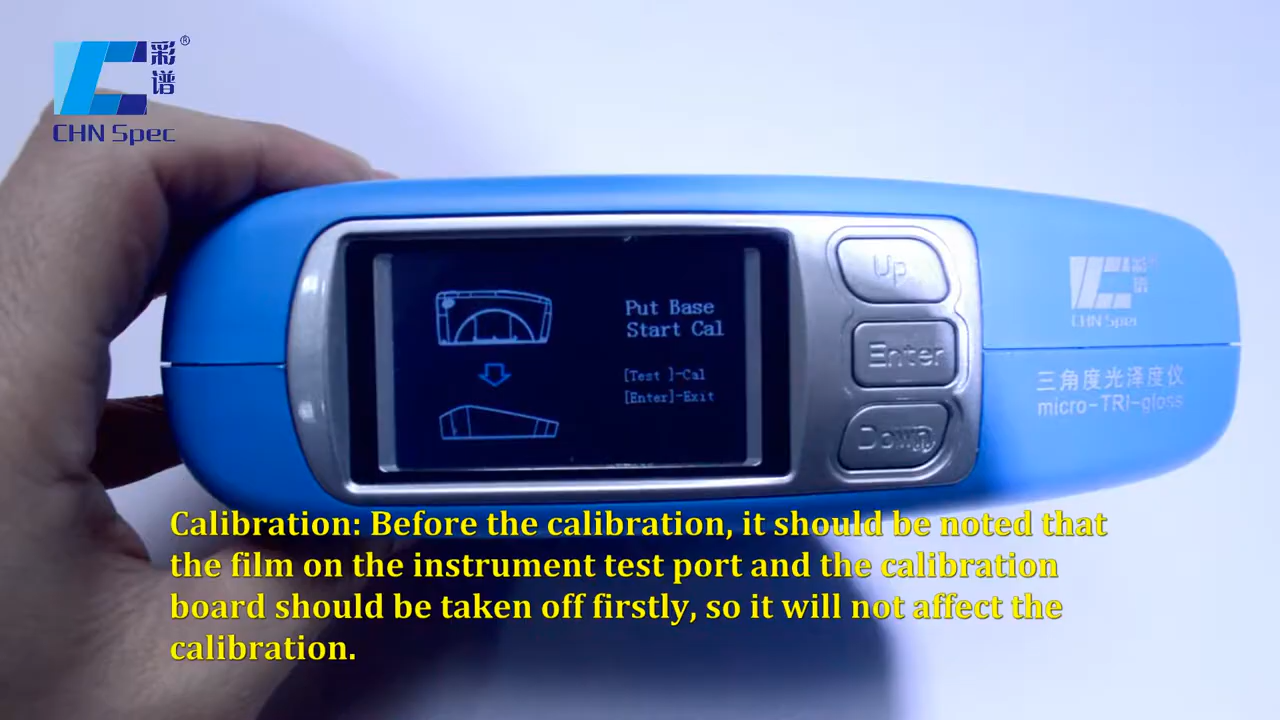 彩谱®
CHN Spec
Put Base
Start Cal
[Test ]-Cal
[Enter]-Exit
Up
Enter
Down
彩谱
CHN Spec
三角度光泽度仪
micro-TRI-gloss
Calibration: Before the calibration, it should be noted that
the film on the instrument test port and the calibration
board should be taken off firstly, so it will not affect the
calibration.